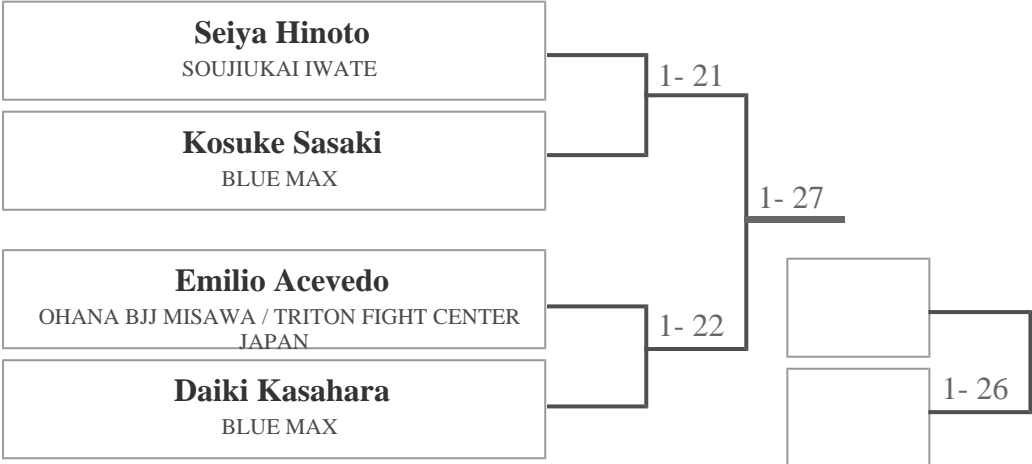 Seiya Hinoto
SOUJIUKAI IWATE
1- 21
Kosuke Sasaki
BLUE MAX
1- 27
Emilio Acevedo
OHANA BJJ MISAWA / TRITON FIGHT CENTER
JAPAN
1- 22
Daiki Kasahara
BLUE MAX
1- 26